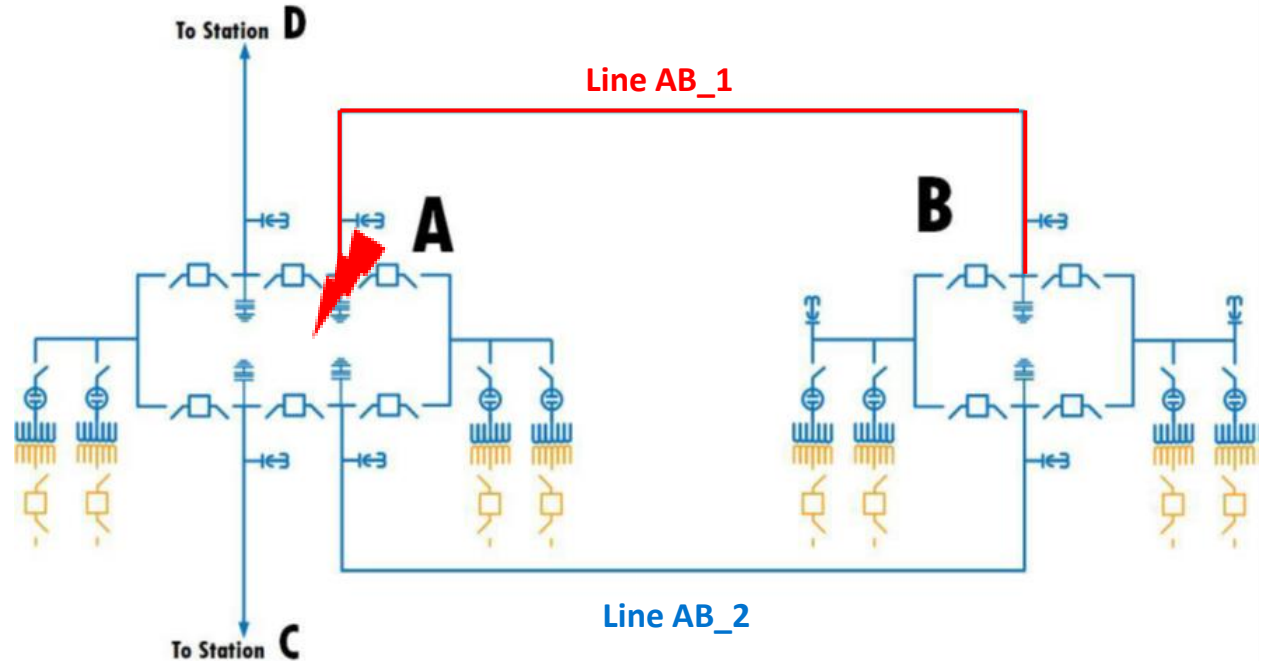 To Station D
Line AB_1
A
B
Line AB_2
To Station C